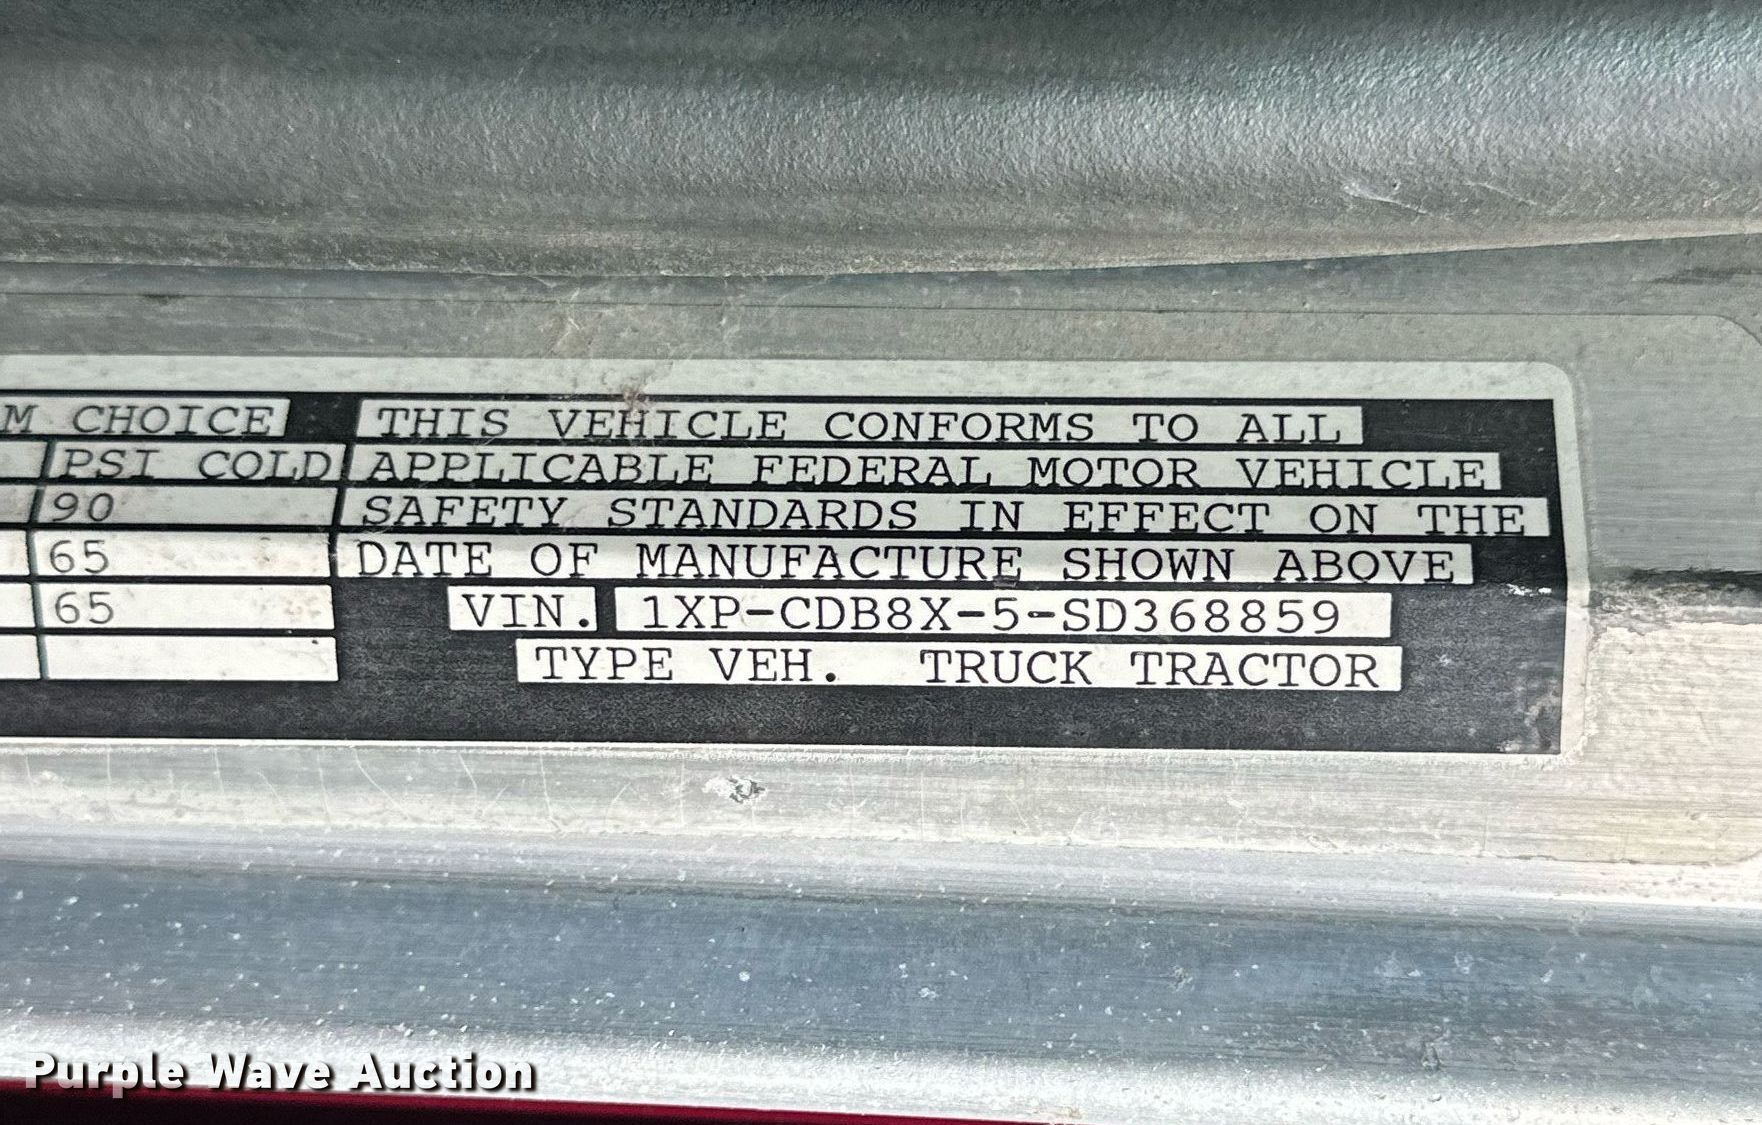 M CHOICE
PSI COLD
90
65
65
THIS VEHICLE CONFORMS TO ALL
APPLICABLE FEDERAL MOTOR VEHICLE
SAFETY STANDARDS IN EFFECT ON THE
DATE OF MANUFACTURE SHOWN ABOVE
VIN. 1XP-CDB8X-5-SD368859
TYPE VEH. TRUCK TRACTOR
Purple Wave Auction